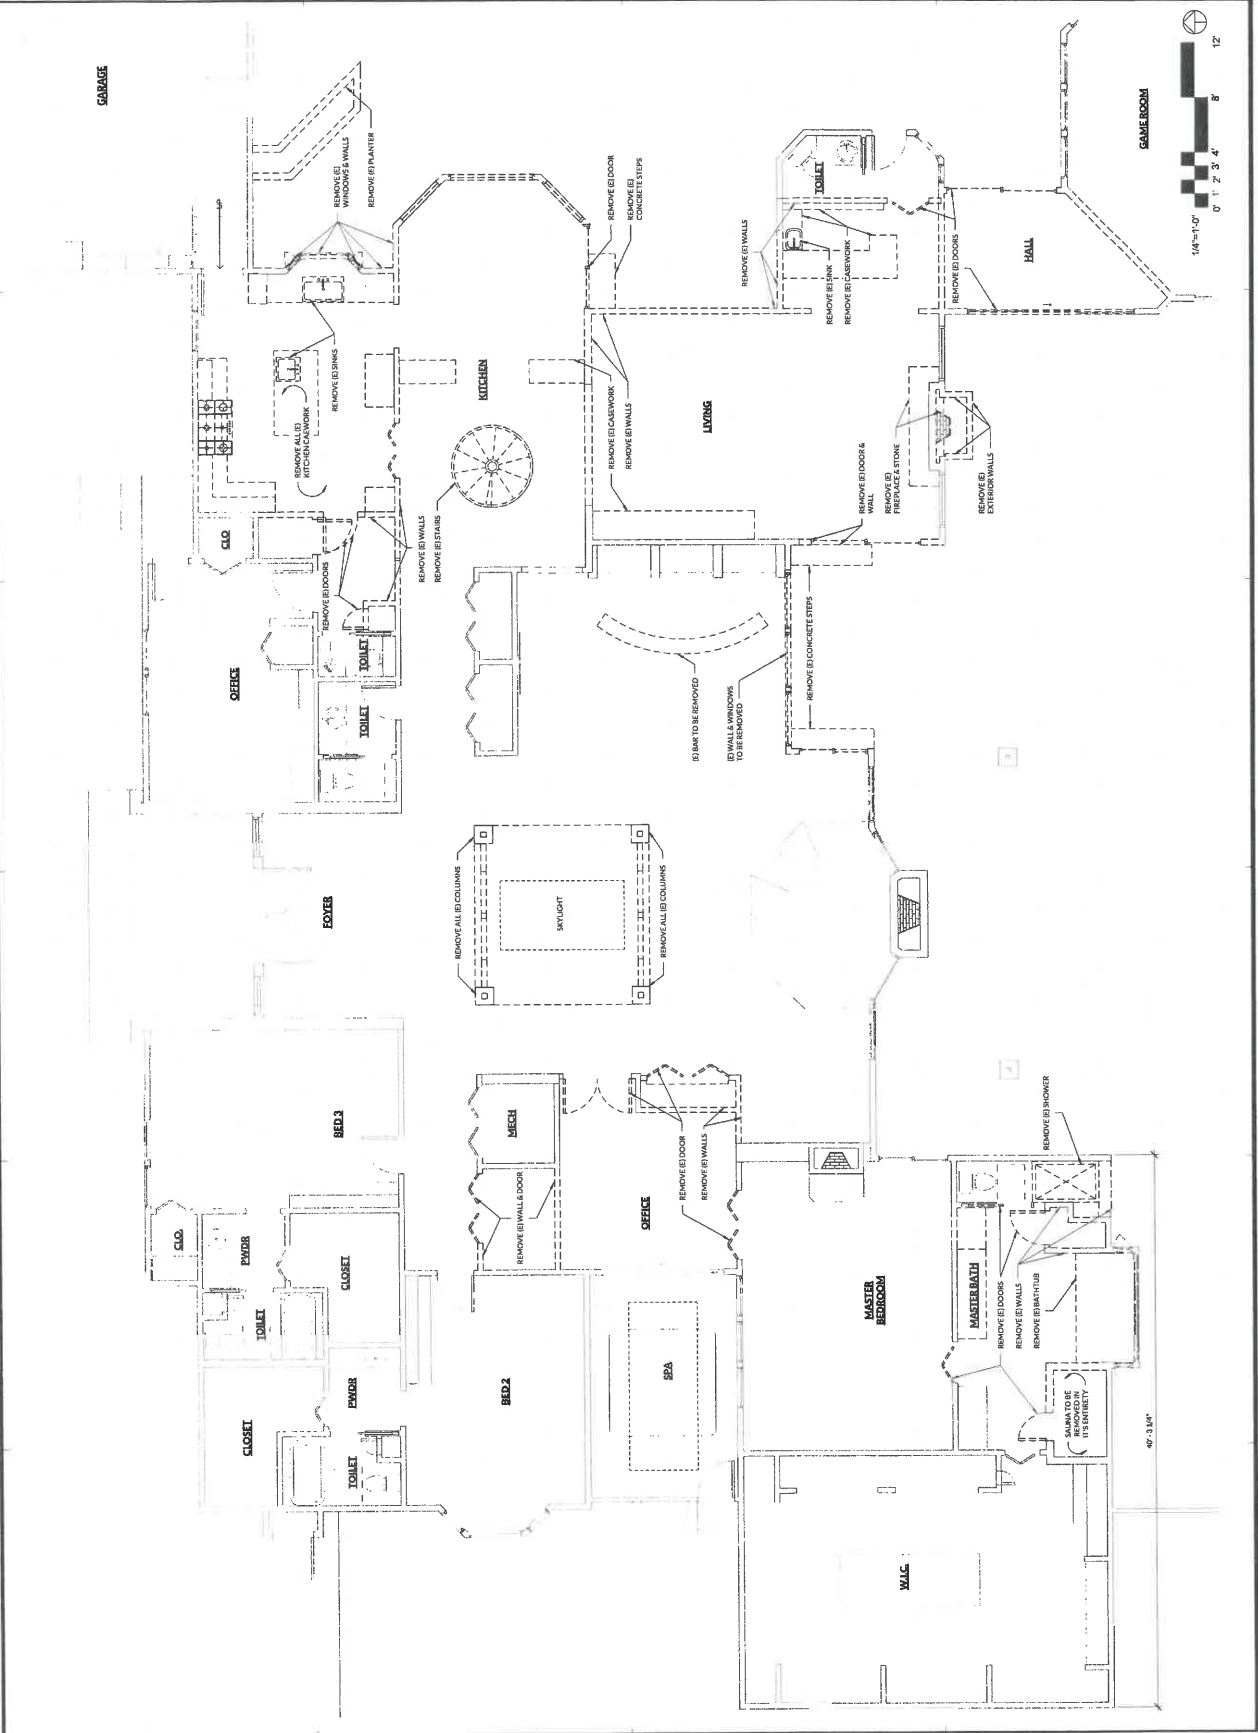 GARAGE
REMOVE (E)
WINDOWS & WALLS
REMOVE (E) PLANTER
UP
REMOVE (E) SINKS
REMOVE ALL (E)
KITCHEN CAEWORK
KITCHEN
REMOVE (E) DOOR
REMOVE (E)
CONCRETE STEPS
REMOVE (E) WALLS
TOILET
REMOVE (E) SINK
REMOVE (E) CASEWORK
REMOVE (E) DOORS
HALL
GAME ROOM
1/4"=1'-0"
0' 1' 2' 3' 4' 8' 12'
CLO
REMOVE (E) DOORS
REMOVE (E) WALLS
REMOVE (E) STAIRS
REMOVE (E) CASEWORK
REMOVE (E) WALLS
LIVING
REMOVE (E) DOOR &
WALL
REMOVE (E)
FIREPLACE & STONE
REMOVE (E)
EXTERIOR WALLS
OFFICE
TOILET
TOILET
(E) BAR TO BE REMOVED
(E) WALL & WINDOWS
TO BE REMOVED
REMOVE (E) CONCRETE STEPS
FOYER
REMOVE ALL (E) COLUMNS
SKYLIGHT
REMOVE ALL (E) COLUMNS
BED 3
MECH
REMOVE (E) WALL & DOOR
OFFICE
REMOVE (E) DOOR
REMOVE (E) WALLS
REMOVE (E) SHOWER
CLO.
PWDR
CLOSET
TOILET
MASTER
BEDROOM
MASTER BATH
REMOVE (E) DOORS
REMOVE (E) WALLS
REMOVE (E) BATHTUB
CLOSET
PWDR
TOILET
BED 2
SPA
SAUNA TO BE
REMOVED IN
IT'S ENTIRETY
40' - 3 1/4"
W.I.C.